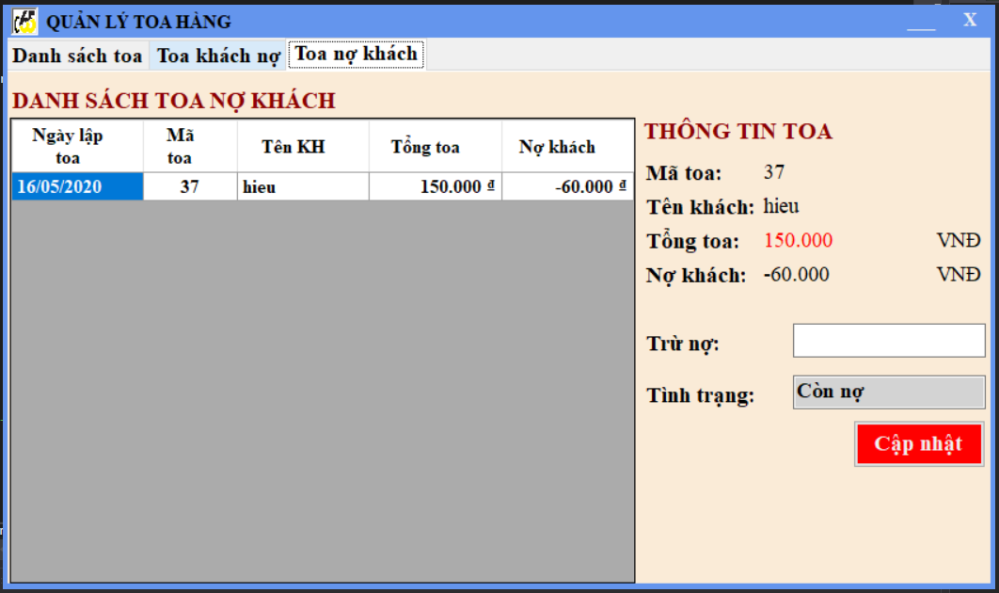 QUẢN LÝ TOA HÀNG
X
Danh sách toa Toa khách nợ Toa nợ khách
DANH SÁCH TOA NỢ KHÁCH
Ngày lập toa Mã toa Tên KH Tổng toa Nợ khách
16/05/2020 37 hieu 150.000 ₫ -60.000 ₫
THÔNG TIN TOA
Mã toa: 37
Tên khách: hieu
Tổng toa: 150.000 VNĐ
Nợ khách: -60.000 VNĐ
Trừ nợ:
Tình trạng: Còn nợ
Cập nhật